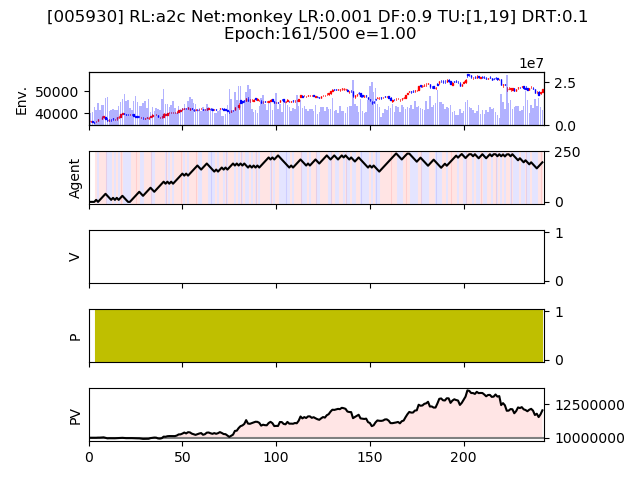 [005930] RL:a2c Net:monkey LR:0.001 DF:0.9 TU:[1,19] DRT:0.1
Epoch:161/500 e=1.00
1e7
Env.
50000
40000
2.5
0.0
Agent
250
0
V
1
0
P
1
0
PV
12500000
10000000
0 50 100 150 200